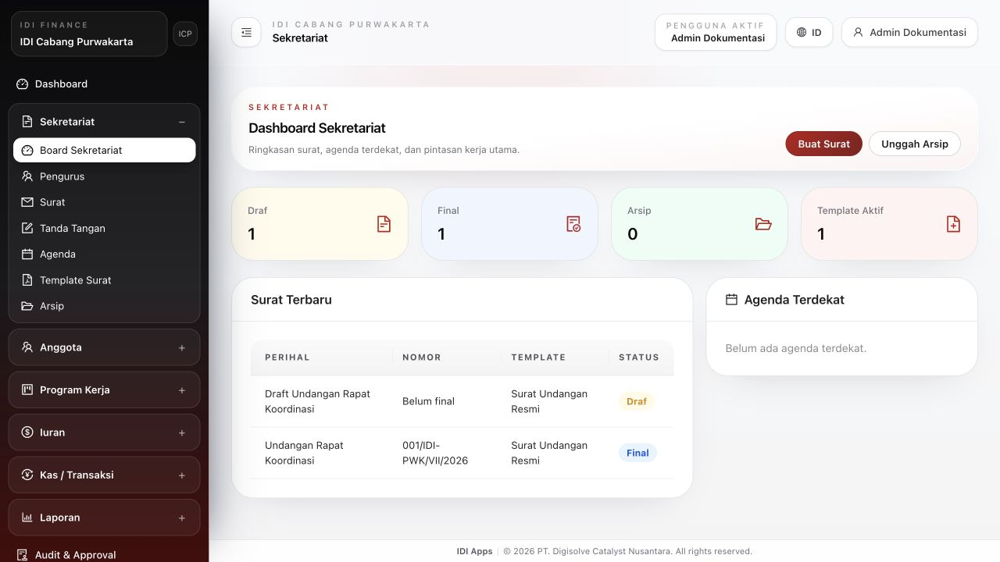 IDI FINANCE
IDI Cabang Purwakarta
ICP
Dashboard
Sekretariat
Board Sekretariat
Pengurus
Surat
Tanda Tangan
Agenda
Template Surat
Arsip
Anggota
Program Kerja
Iuran
Kas / Transaksi
Laporan
Audit & Approval
IDI CABANG PURWAKARTA
Sekretariat
PENGGUNA AKTIF
Admin Dokumentasi
ID
Admin Dokumentasi
SEKRETARIAT
Dashboard Sekretariat
Ringkasan surat, agenda terdekat, dan pintasan kerja utama.
Buat Surat
Unggah Arsip
Draf
1
Final
1
Arsip
0
Template Aktif
1
Surat Terbaru
PERIHAL NOMOR TEMPLATE STATUS
Draft Undangan Rapat
Koordinasi
Belum final
Surat Undangan
Resmi
Draf
Undangan Rapat
Koordinasi
001/IDI-
PWK/VII/2026
Surat Undangan
Resmi
Final
Agenda Terdekat
Belum ada agenda terdekat.
IDI Apps | © 2026 PT. Digisolve Catalyst Nusantara. All rights reserved.